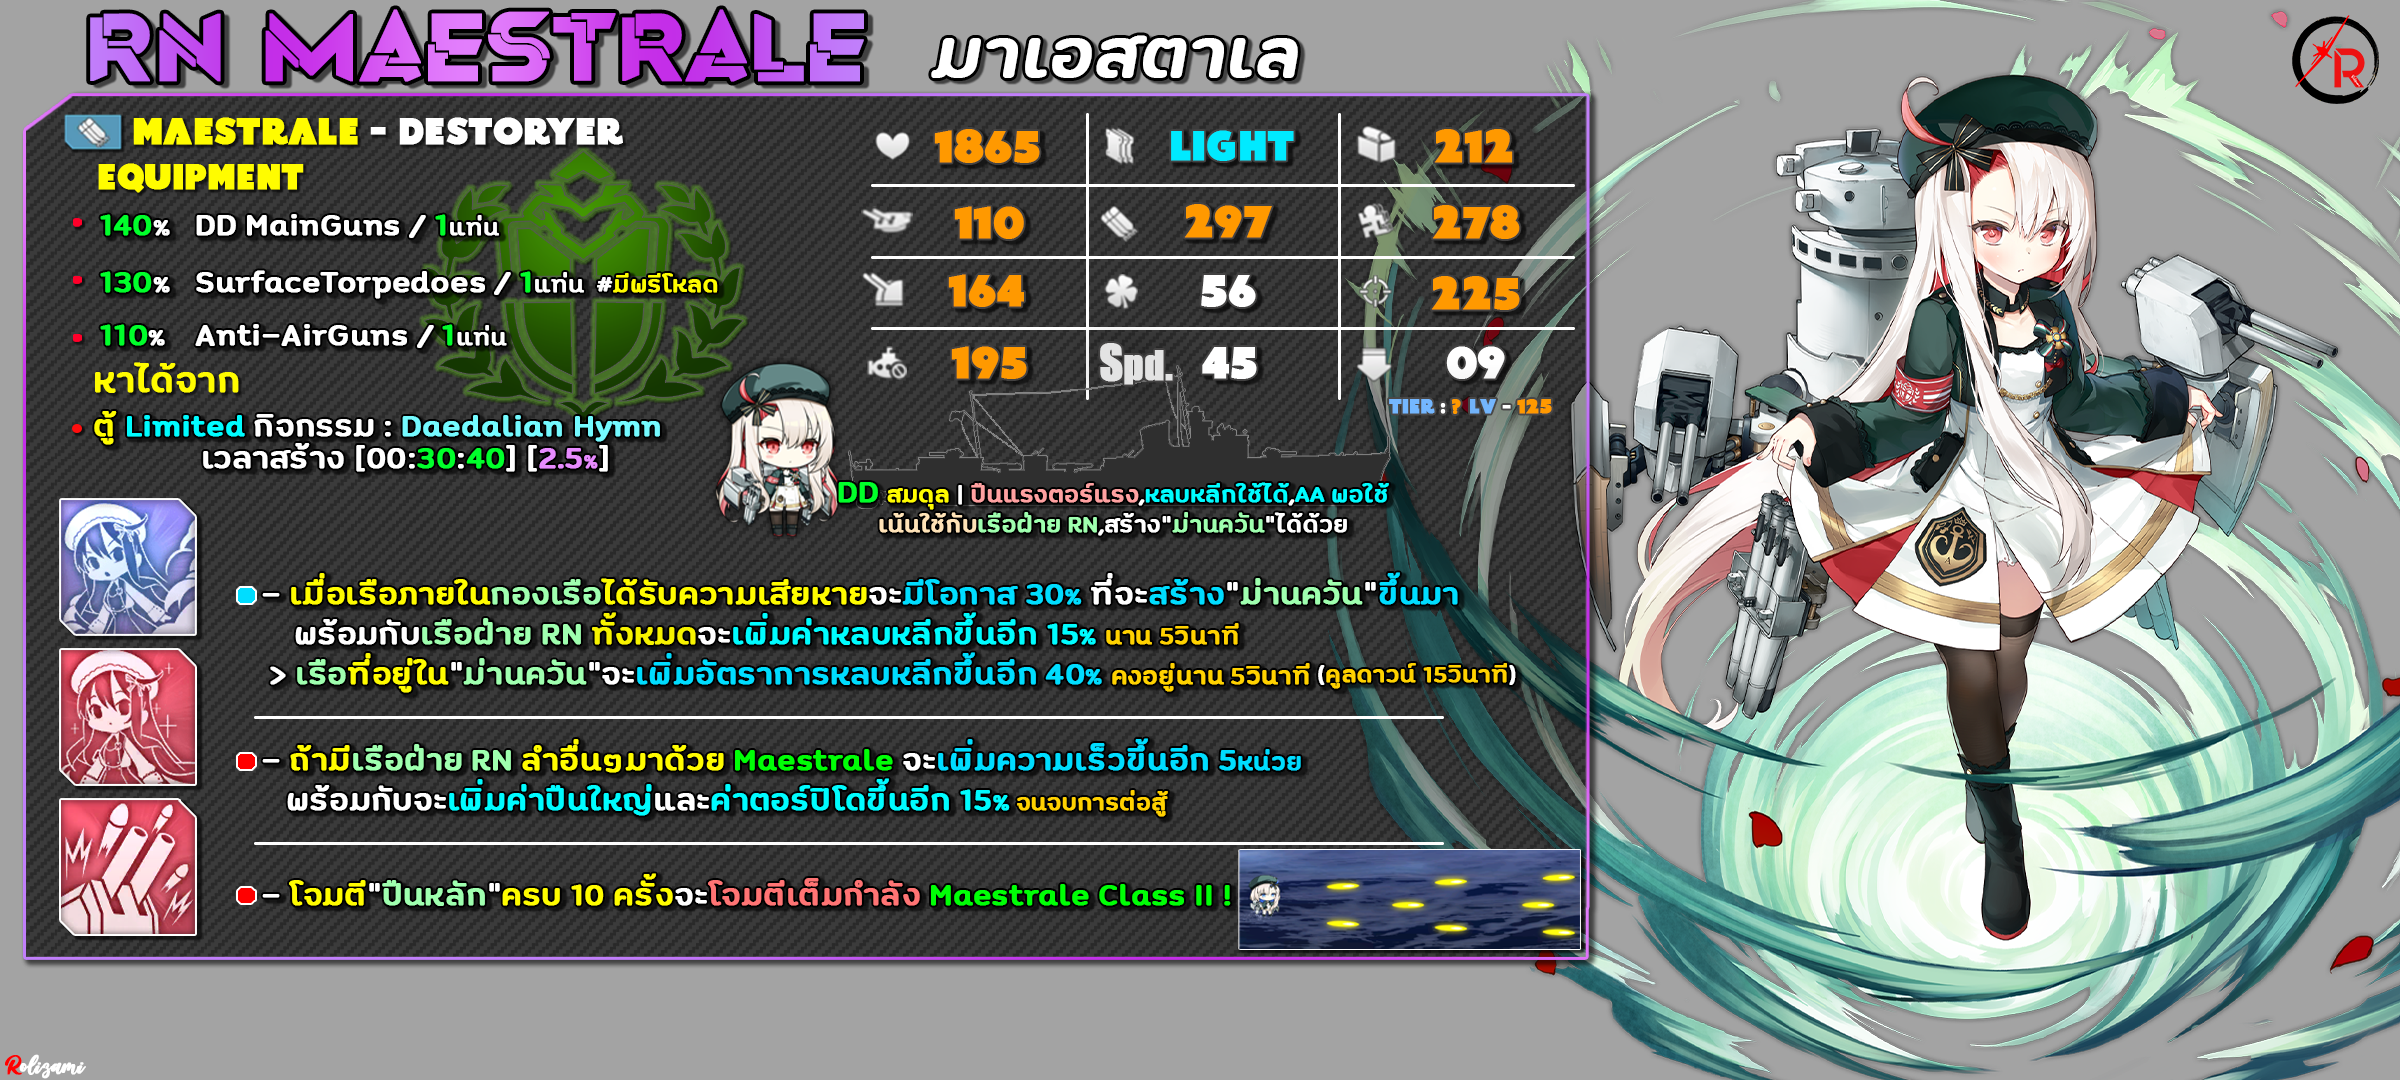 RN MAESTRALE มาเอสตาเล
R
MAESTRALE - DESTORYER
EQUIPMENT
• 140% DD MainGuns / 1แท่น
• 130% SurfaceTorpedoes / 1แท่น #มีพรีโหลด
• 110% Anti-AirGuns / 1แท่น
หาได้จาก
• ตู้ Limited กิจกรรม : Daedalian Hymn
เวลาสร้าง [00:30:40] [2.5%]
1865 LIGHT 212
110 297 278
164 56 225
195 Spd. 45 09
TIER : ? LV - 125
DD สมดุล | ปืนแรงตอร์แรง,หลบหลีกใช้ได้,AA พอใช้
เน้นใช้กับเรือฝ่าย RN,สร้าง"ม่านควัน"ได้ด้วย
- เมื่อเรือภายในกองเรือได้รับความเสียหายจะมีโอกาส 30% ที่จะสร้าง"ม่านควัน"ขึ้นมา
พร้อมกับเรือฝ่าย RN ทั้งหมดจะเพิ่มค่าหลบหลีกขึ้นอีก 15% นาน 5วินาที
> เรือที่อยู่ใน"ม่านควัน"จะเพิ่มอัตราการหลบหลีกขึ้นอีก 40% คงอยู่นาน 5วินาที (คูลดาวน์ 15วินาที)
- ถ้ามีเรือฝ่าย RN ลำอื่นๆมาด้วย Maestrale จะเพิ่มความเร็วขึ้นอีก 5หน่วย
พร้อมกับจะเพิ่มค่าปืนใหญ่และค่าตอร์ปิโดขึ้นอีก 15% จนจบการต่อสู้
- โจมตี"ปืนหลัก"ครบ 10 ครั้งจะโจมตีเต็มกำลัง Maestrale Class II !
Rolizami